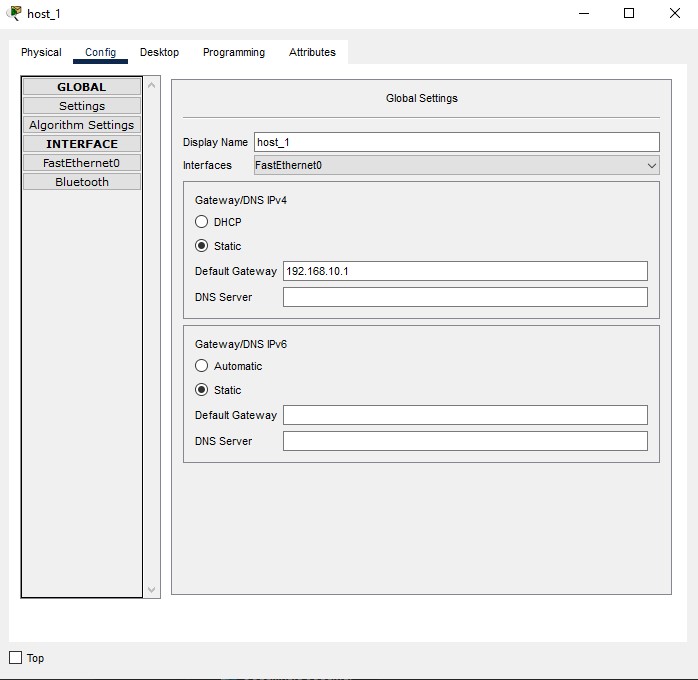 host_1
Physical Config Desktop Programming Attributes
GLOBAL
Settings
Algorithm Settings
INTERFACE
FastEthernet0
Bluetooth
Global Settings
Display Name host_1
Interfaces FastEthernet0
Gateway/DNS IPv4
DHCP
Static
Default Gateway 192.168.10.1
DNS Server
Gateway/DNS IPv6
Automatic
Static
Default Gateway
DNS Server
Top